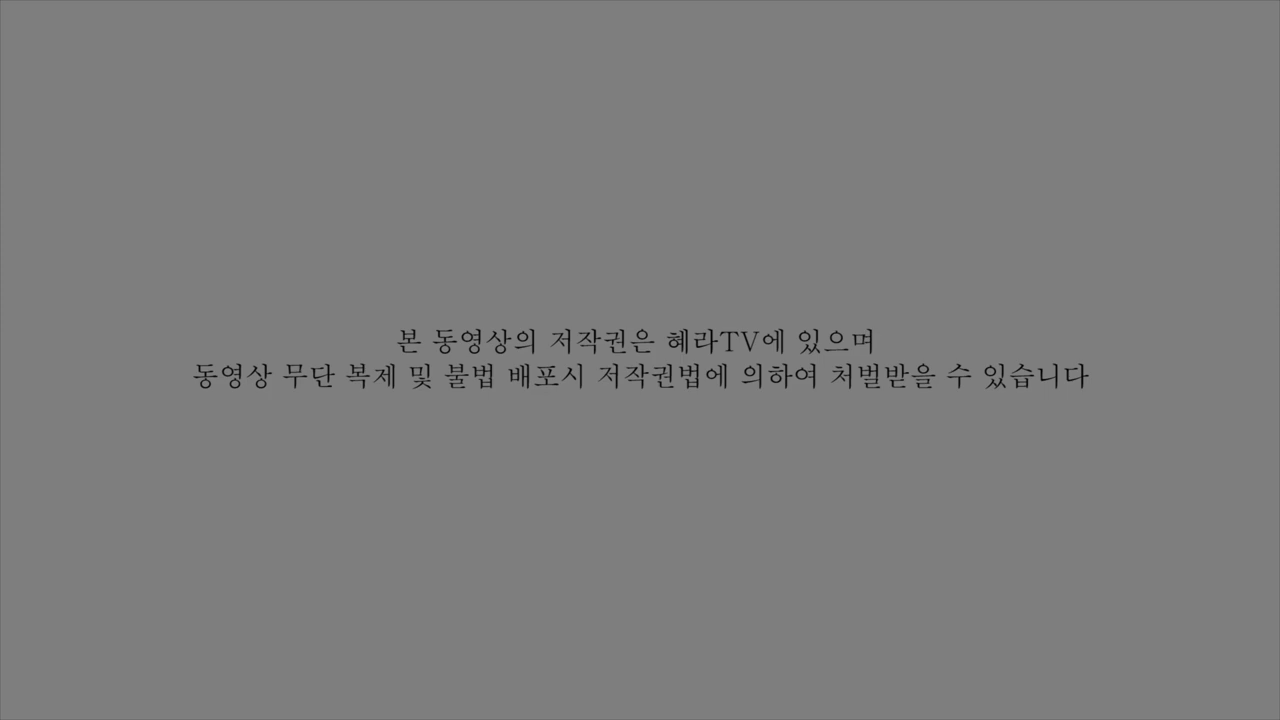 본 동영상의 저작권은 혜라TV에 있으며
동영상 무단 복제 및 불법 배포시 저작권법에 의하여 처벌받을 수 있습니다